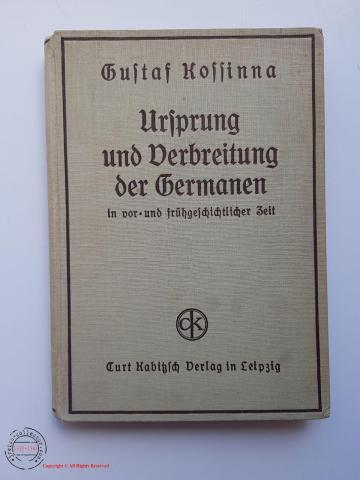 Gustaf Kossinna
Ursprung
und Verbreitung
der Germanen
in vor- und frühgeschichtlicher Zeit
CK
Curt Kabitzsch Verlag in Leipzig
Copyright © All Rights Reserved